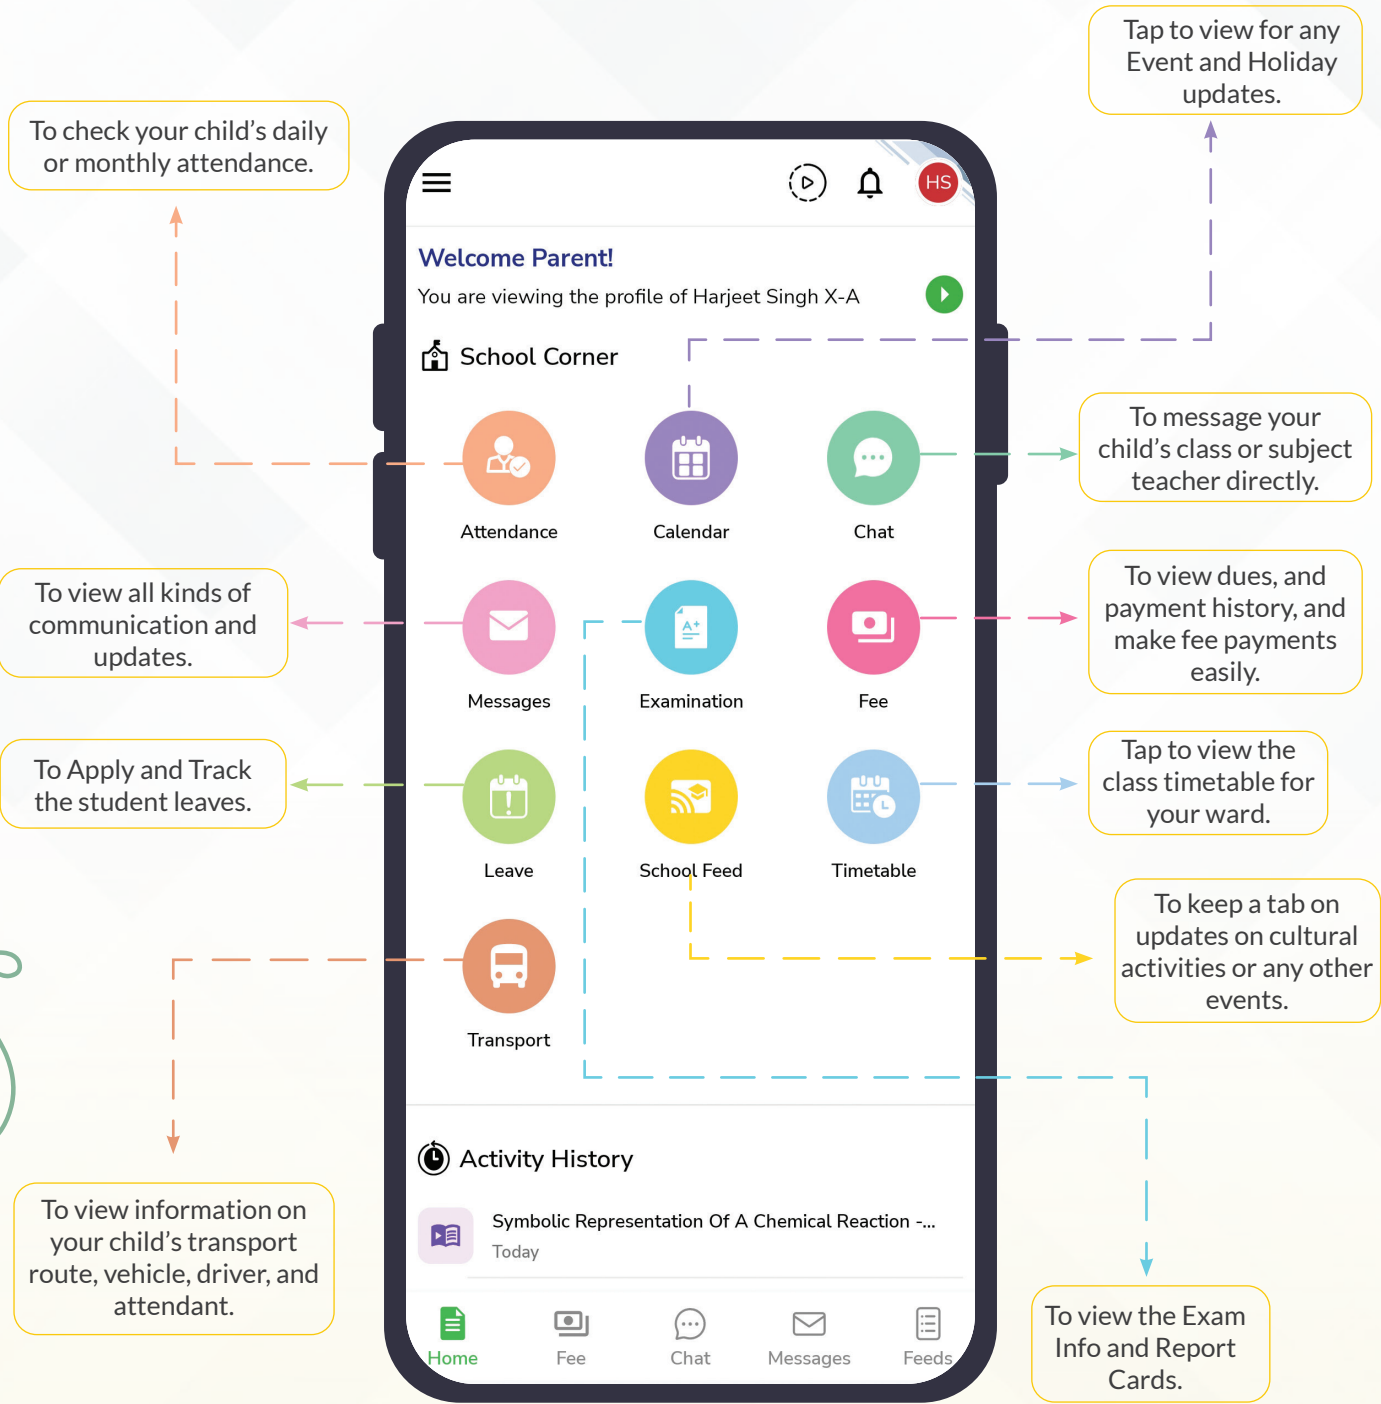 Tap to view for any
Event and Holiday
updates.
To check your child's daily
or monthly attendance.
HS
Welcome Parent!
You are viewing the profile of Harjeet Singh X-A
School Corner
Attendance
Calendar
Chat
To message your
child's class or subject
teacher directly.
To view all kinds of
communication and
updates.
A+
Messages
Examination
Fee
To view dues, and
payment history, and
make fee payments
easily.
To Apply and Track
the student leaves.
Leave
School Feed
Timetable
Tap to view the
class timetable for
your ward.
To keep a tab on
updates on cultural
activities or any other
events.
Transport
Activity History
Symbolic Representation Of A Chemical Reaction -...
Today
To view information on
your child's transport
route, vehicle, driver, and
attendant.
To view the Exam
Info and Report
Cards.
Home
Fee
Chat
Messages
Feeds